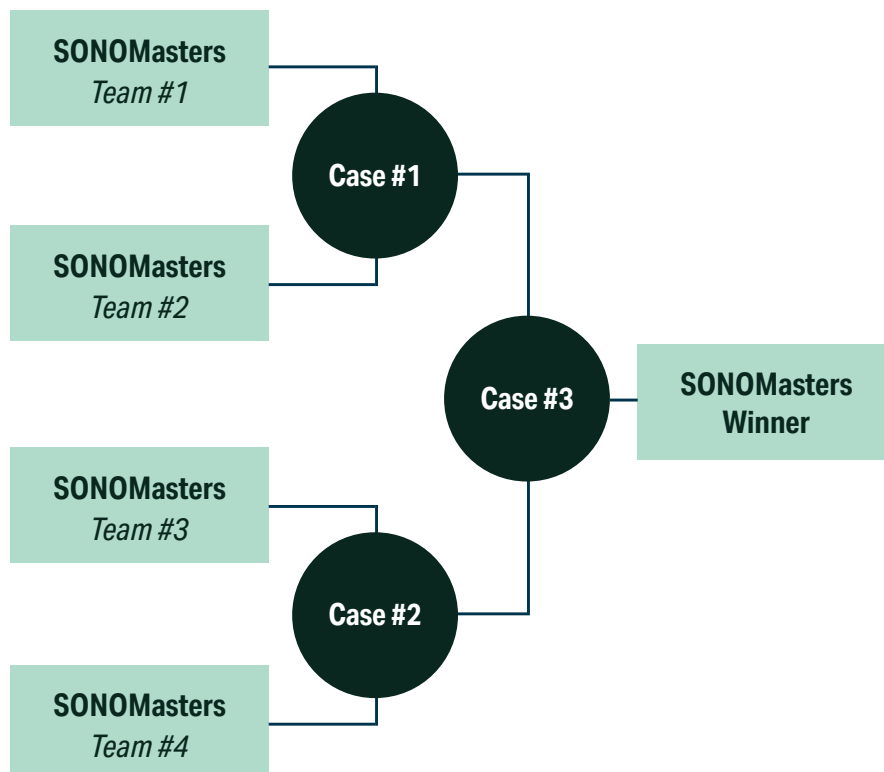 SONOMasters
Team #1
Case #1
SONOMasters
Team #2
Case #3
SONOMasters
Winner
SONOMasters
Team #3
Case #2
SONOMasters
Team #4